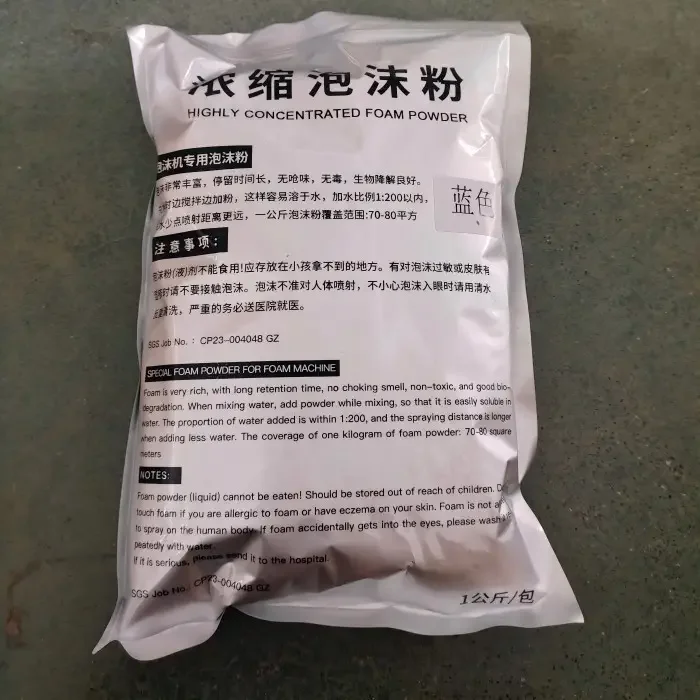 浓缩泡沫粉
HIGHLY CONCENTRATED FOAM POWDER
泡沫机专用泡沫粉
泡沫非常丰富，停留时间长，无呛味，无毒，生物降解良好。
时边搅拌边加粉，这样容易溶于水，加水比例1:200以内，
水少点喷射距离更远，一公斤泡沫粉覆盖范围:70-80平方
蓝色
注意事项：
泡沫粉(液)剂不能食用!应存放在小孩拿不到的地方。有对泡沫过敏或皮肤有
时请不要接触泡沫。泡沫不准对人体喷射，不小心泡沫入眼时请用清水
清洗，严重的务必送医院就医。
SGS Job No.：CP23-004048 GZ
SPECIAL FOAM POWDER FOR FOAM MACHINE
Foam is very rich, with long retention time, no choking smell, non-toxic, and good bio-
degradation. When mixing water, add powder while mixing, so that it is easily soluble in
water. The proportion of water added is within 1:200, and the spraying distance is longer
when adding less water. The coverage of one kilogram of foam powder: 70-80 square
meters
NOTES:
Foam powder (liquid) cannot be eaten! Should be stored out of reach of children. Do
touch foam if you are allergic to foam or have eczema on your skin. Foam is not
to spray on the human body. If foam accidentally gets into the eyes, please wash
peatedly with water.
If it is serious, please send it to the hospital.
SGS Job No.: CP23-004048 GZ
1公斤/包